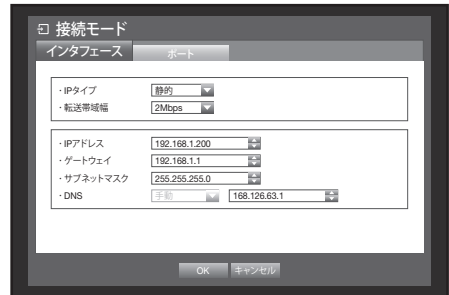 接続モード
インタフェース ポート
・IPタイプ 静的
・転送帯域幅 2Mbps
・IPアドレス 192.168.1.200
・ゲートウェイ 192.168.1.1
・サブネットマスク 255.255.255.0
・DNS 手動 168.126.63.1
OK キャンセル